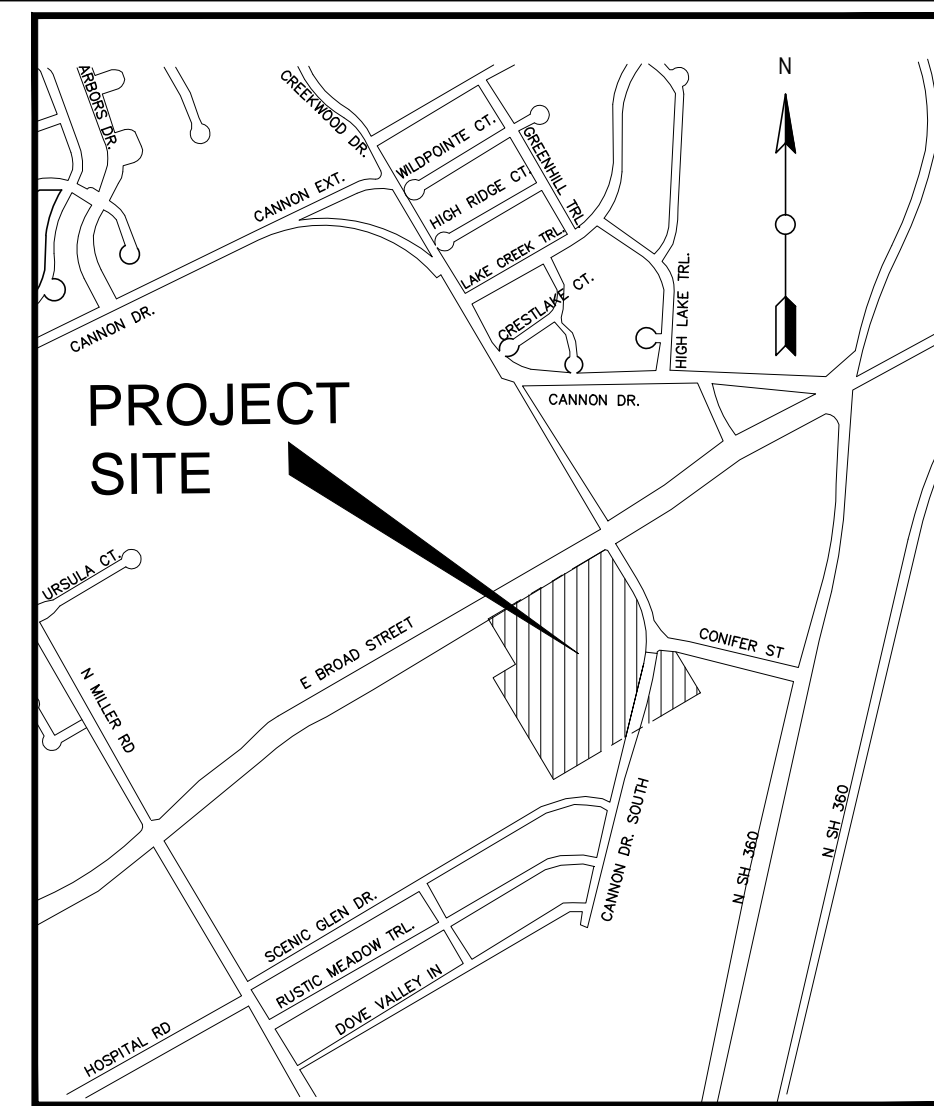 N
ARBORS DR.
CREEKWOOD DR.
WILDPOINTE CT.
GREENHILL TRL.
CANNON EXT.
HIGH RIDGE CT.
LAKE CREEK TRL.
HIGH LAKE TRL.
CRESTLAKE CT.
CANNON DR.
CANNON DR.
PROJECT
SITE
URSULA CT.
E BROAD STREET
CONIFER ST
N MILLER RD
CANNON DR. SOUTH
N SH 360
N SH 360
SCENIC GLEN DR.
RUSTIC MEADOW TRL.
DOVE VALLEY IN
HOSPITAL RD